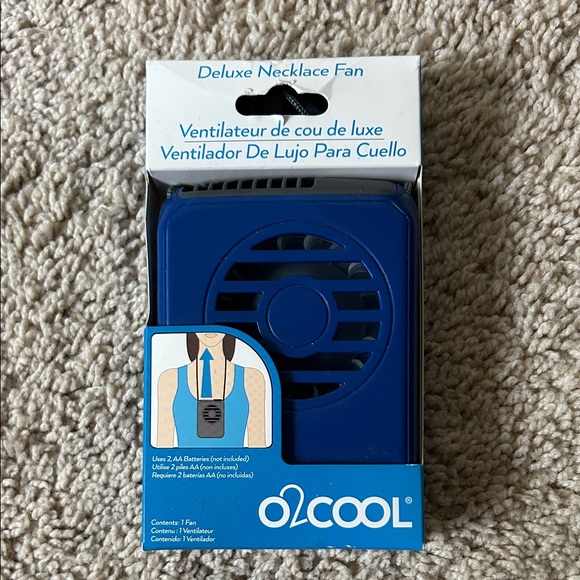 Deluxe Necklace Fan
Ventilateur de cou de luxe
Ventilador De Lujo Para Cuello
Uses 2, AA Batteries (not included)
Utilise 2 piles AA (non incluses)
Requiere 2 baterías AA (no incluidas)
Contents: 1 Fan
Contenu : 1 Ventilateur
Contenido: 1 Ventilador
O2COOL®